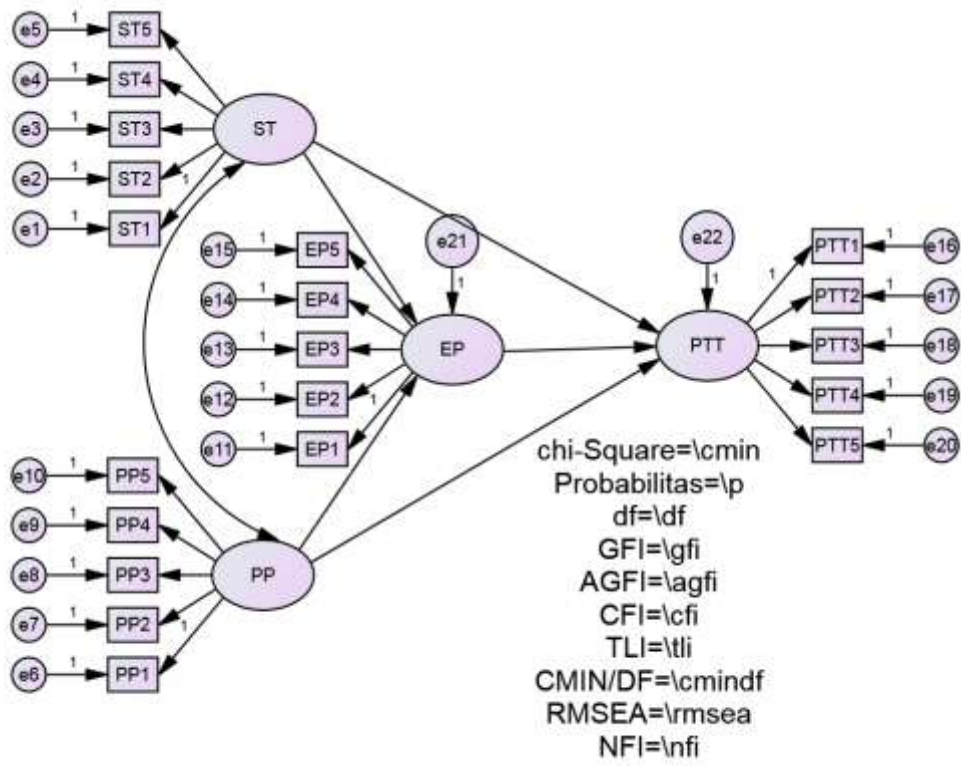 e5 1 ST5
e4 1 ST4
e3 1 ST3
e2 1 ST2
e1 1 ST1
1
ST
e15 1 EP5
e14 1 EP4
e13 1 EP3
e12 1 EP2
e11 1 EP1
1
e21
1
EP
e22
1
PTT
1
PTT1 1 e16
PTT2 1 e17
PTT3 1 e18
PTT4 1 e19
PTT5 1 e20
e10 1 PP5
e9 1 PP4
e8 1 PP3
e7 1 PP2
e6 1 PP1
1
PP
chi-Square=\cmin
Probabilitas=\p
df=\df
GFI=\gfi
AGFI=\agfi
CFI=\cfi
TLI=\tli
CMIN/DF=\cmindf
RMSEA=\rmsea
NFI=\nfi